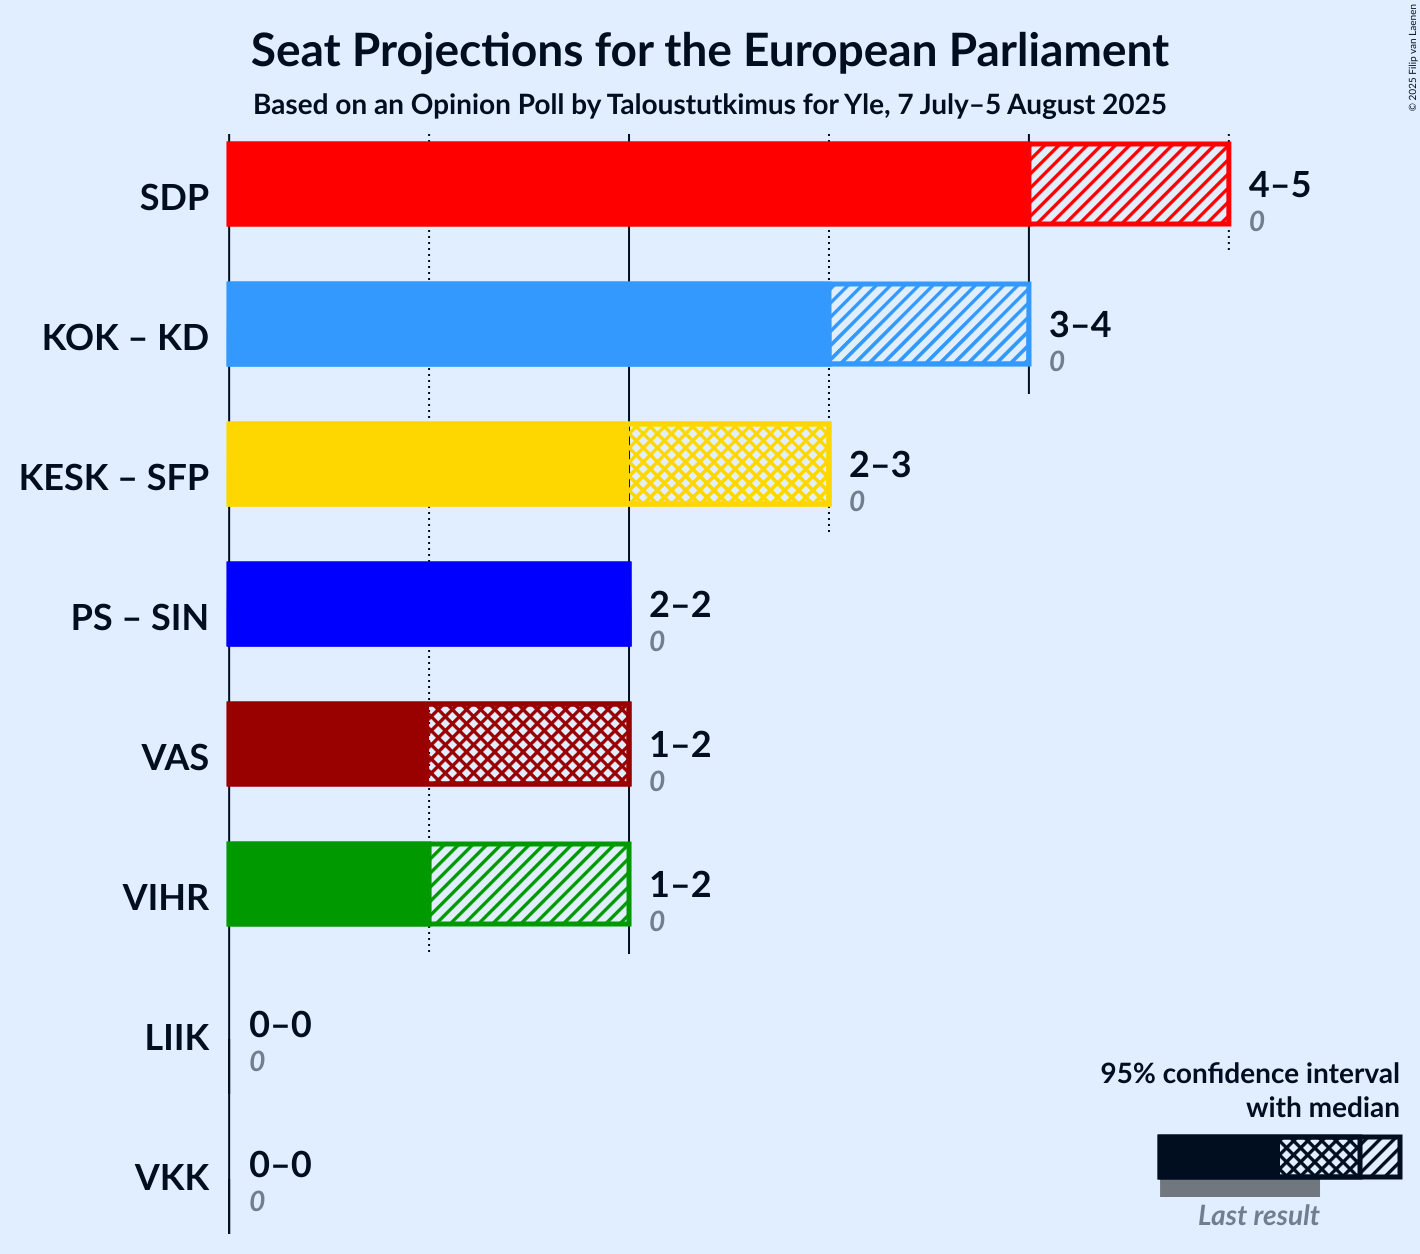 Seat Projections for the European Parliament
Based on an Opinion Poll by Taloustutkimus for Yle, 7 July–5 August 2025
© 2025 Filip van Laenen
SDP
4–5
0
KOK – KD
3–4
0
KESK – SFP
2–3
0
PS – SIN
2–2
0
VAS
1–2
0
VIHR
1–2
0
LIIK
0–0
0
VKK
0–0
0
95% confidence interval
with median
Last result